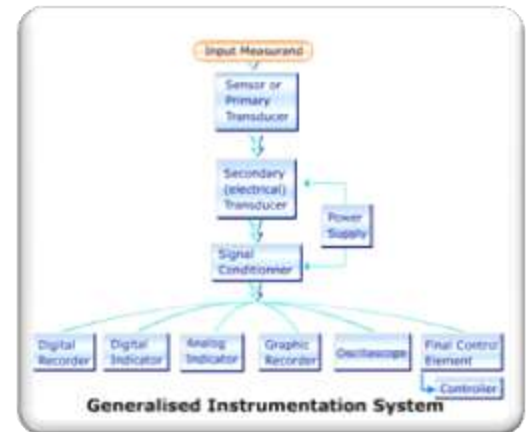 Input Measurand
Sensor or
Primary
Transducer
Secondary
(electrical)
Transducer
Power
Supply
Signal
Conditionner
Digital
Recorder
Digital
Indicator
Analog
Indicator
Graphic
Recorder
Oscilloscope
Final Control
Element
Controller
Generalised Instrumentation System